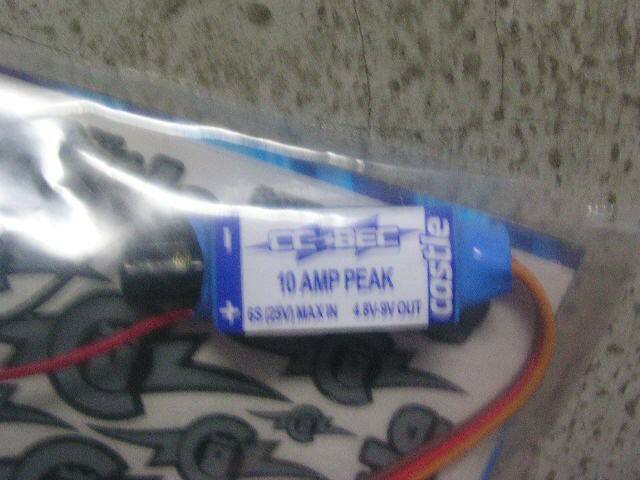 CC-BEC
10 AMP PEAK
6S (25V) MAX IN 4.8V-9V OUT
castle
- +